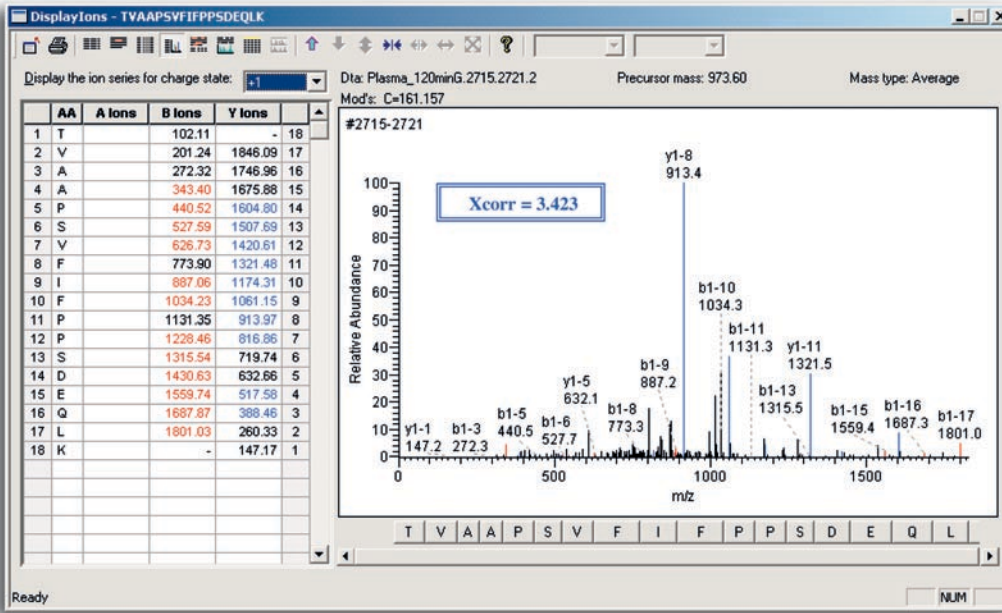 DisplayIons - TVAAPSVFIFPPSDEQLK
Display the ion series for charge state: +1
Dta: Plasma_120minG.2715.2721.2 Precursor mass: 973.60 Mass type: Average
Mod's: C=161.157
AA A Ions B Ions Y Ions
1 T 102.11 - 18
2 V 201.24 1846.09 17
3 A 272.32 1746.96 16
4 A 343.40 1675.88 15
5 P 440.52 1604.80 14
6 S 527.59 1507.69 13
7 V 626.73 1420.61 12
8 F 773.90 1321.48 11
9 I 887.06 1174.31 10
10 F 1034.23 1061.15 9
11 P 1131.35 913.97 8
12 P 1228.46 816.86 7
13 S 1315.54 719.74 6
14 D 1430.63 632.66 5
15 E 1559.74 517.58 4
16 Q 1687.87 388.46 3
17 L 1801.03 260.33 2
18 K - 147.17 1
#2715-2721
Xcorr = 3.423
y1-8
913.4
b1-10
1034.3
b1-11
1131.3
y1-11
1321.5
b1-9
887.2
y1-5
632.1
b1-13
1315.5
b1-5
440.5
b1-6
527.7
b1-8
773.3
b1-15
1559.4
b1-16
1687.3
b1-17
1801.0
y1-1
147.2
b1-3
272.3
Relative Abundance
100
90
80
70
60
50
40
30
20
10
0
0 500 1000 1500
m/z
T V A A P S V F I F P P S D E Q L
Ready NUM